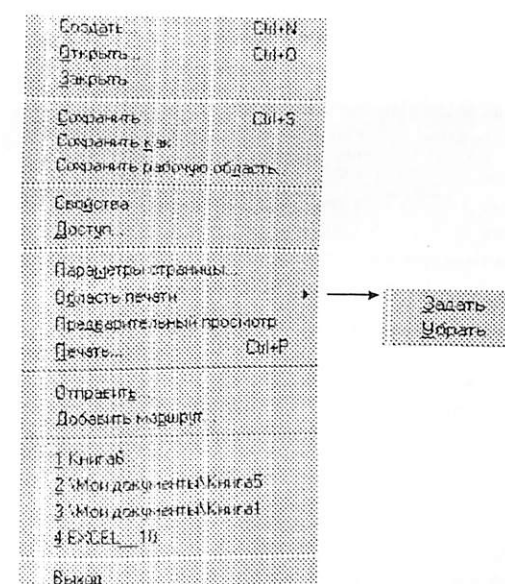 Создать... Ctrl+N
Открыть... Ctrl+O
Закрыть
Сохранить Ctrl+S
Сохранить как...
Сохранить рабочую область...
Свойства
Доступ...
Параметры страницы...
Область печати
Предварительный просмотр
Печать... Ctrl+P
Отправить...
Добавить маршрут...
1 Книга6
2 \Мои документы\Книга5
3 \Мои документы\Книга1
4 EXCEL__10
Выход
Задать
Убрать